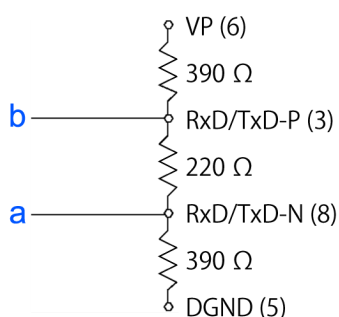 VP (6)
390 Ω
b
RxD/TxD-P (3)
220 Ω
a
RxD/TxD-N (8)
390 Ω
DGND (5)